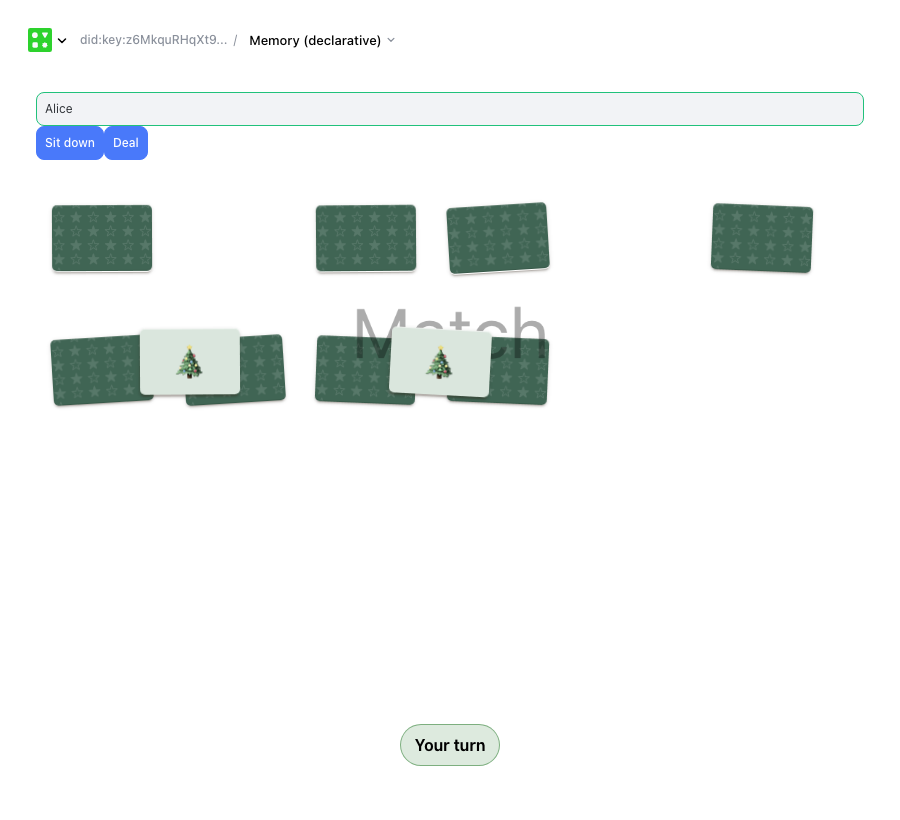 did:key:z6MkquRHqXt9... / Memory (declarative)
Alice
Sit down Deal
Match
Your turn